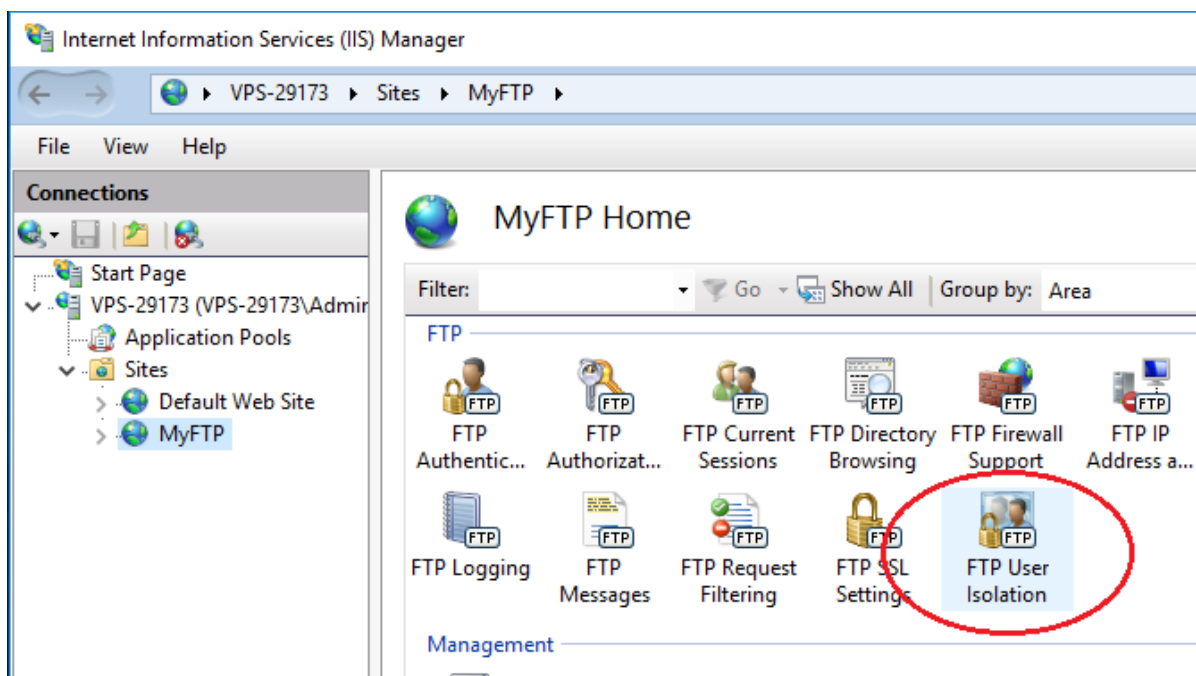 Internet Information Services (IIS) Manager
VPS-29173 Sites MyFTP
File View Help
Connections
MyFTP Home
Start Page
VPS-29173 (VPS-29173\Admir
Application Pools
Sites
Default Web Site
MyFTP
Filter: Go Show All Group by: Area
FTP
FTP FTP FTP FTP FTP FTP
FTP FTP FTP Current FTP Directory FTP Firewall FTP IP
Authentic... Authorizat... Sessions Browsing Support Address a...
FTP FTP FTP FTP FTP
FTP Logging FTP FTP Request FTP SSL FTP User
Messages Filtering Settings Isolation
Management